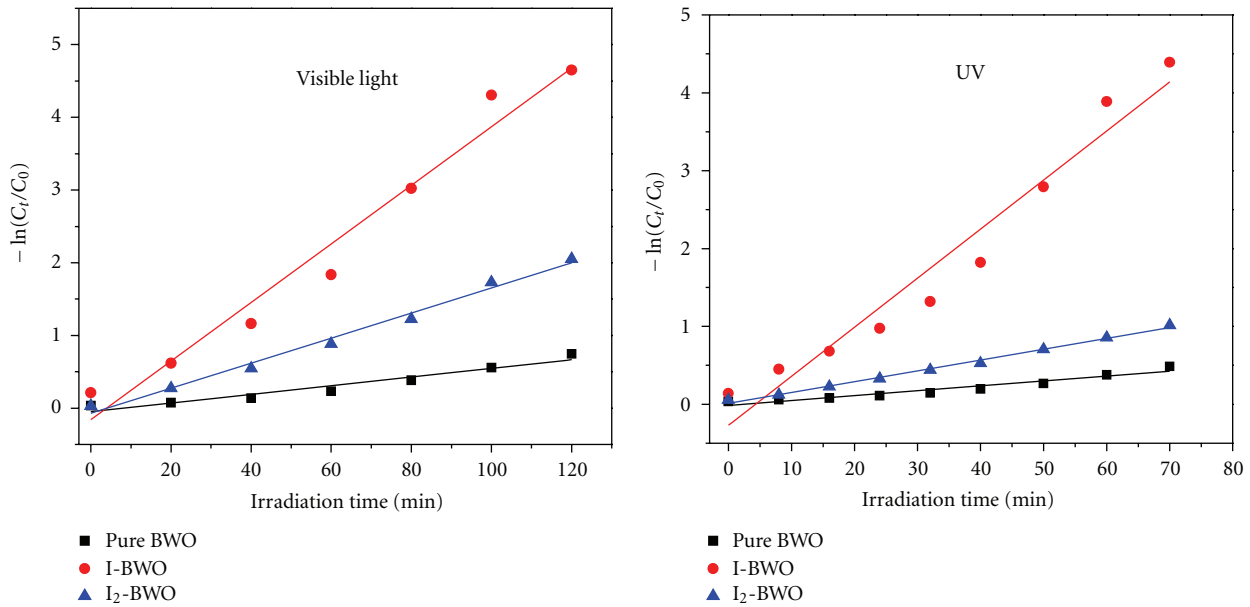 Visible light
− ln(Cₜ/C₀)
5
4
3
2
1
0
0 20 40 60 80 100 120
Irradiation time (min)
Pure BWO
I-BWO
I₂-BWO
UV
− ln(Cₜ/C₀)
5
4
3
2
1
0
0 10 20 30 40 50 60 70 80
Irradiation time (min)
Pure BWO
I-BWO
I₂-BWO